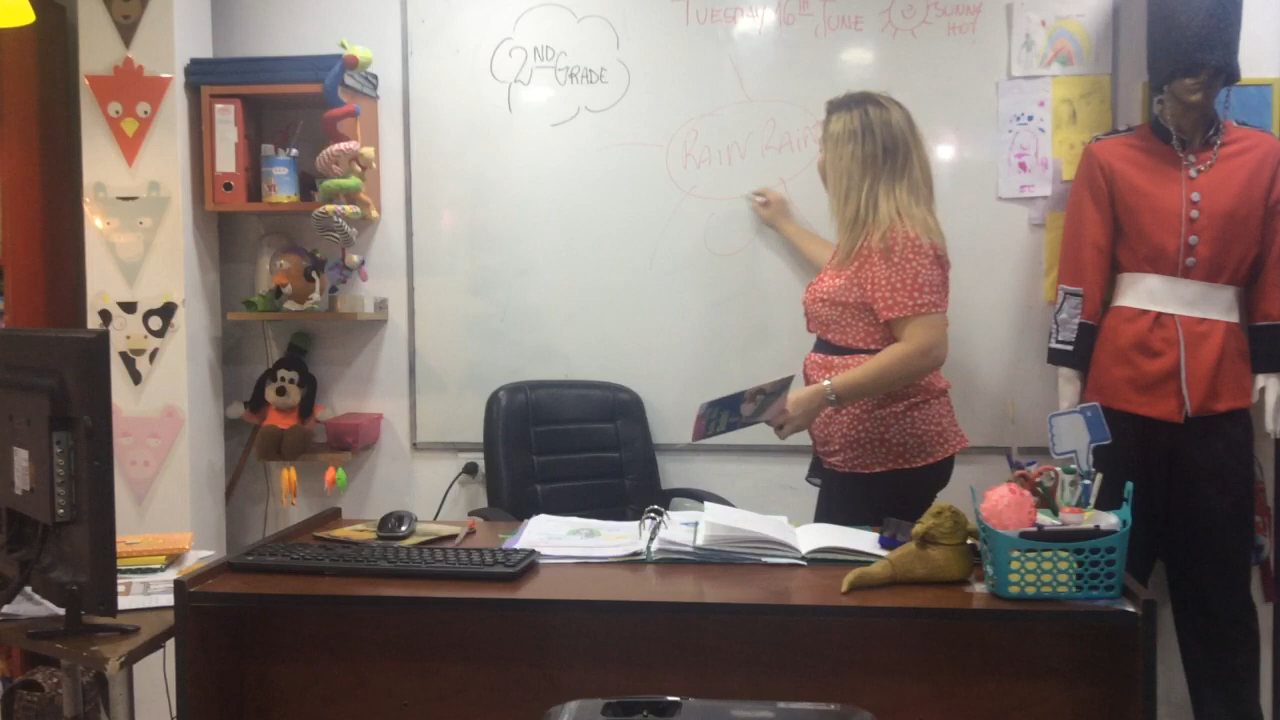 TUESDAY 16TH JUNE SUNNY
HOT
2ND GRADE
RAIN RAIN